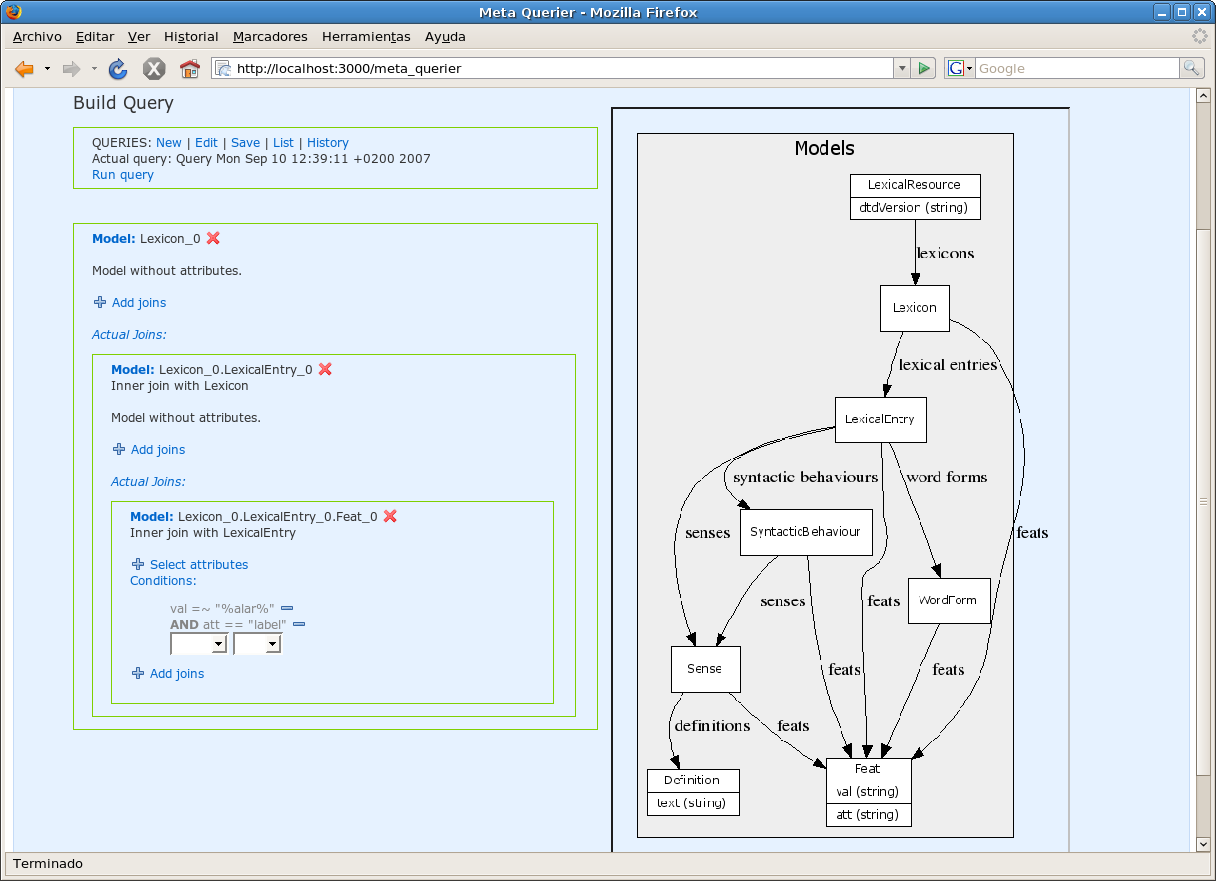 Meta Querier - Mozilla Firefox
Archivo Editar Ver Historial Marcadores Herramientas Ayuda
http://localhost:3000/meta_querier
G Google
Build Query
QUERIES: New | Edit | Save | List | History
Actual query: Query Mon Sep 10 12:39:11 +0200 2007
Run query
Model: Lexicon_0
Model without attributes.
Add joins
Actual Joins:
Model: Lexicon_0.LexicalEntry_0
Inner join with Lexicon
Model without attributes.
Add joins
Actual Joins:
Model: Lexicon_0.LexicalEntry_0.Feat_0
Inner join with LexicalEntry
Select attributes
Conditions:
val =~ "%alar%"
AND att == "label"
Add joins
Models
LexicalResource
dtdVersion (string)
lexicons
Lexicon
lexical entries
LexicalEntry
syntactic behaviours
word forms
senses
SyntacticBehaviour
feats
senses
feats
WordForm
Sense
feats
feats
definitions
feats
Definition
text (string)
Feat
val (string)
att (string)
Terminado